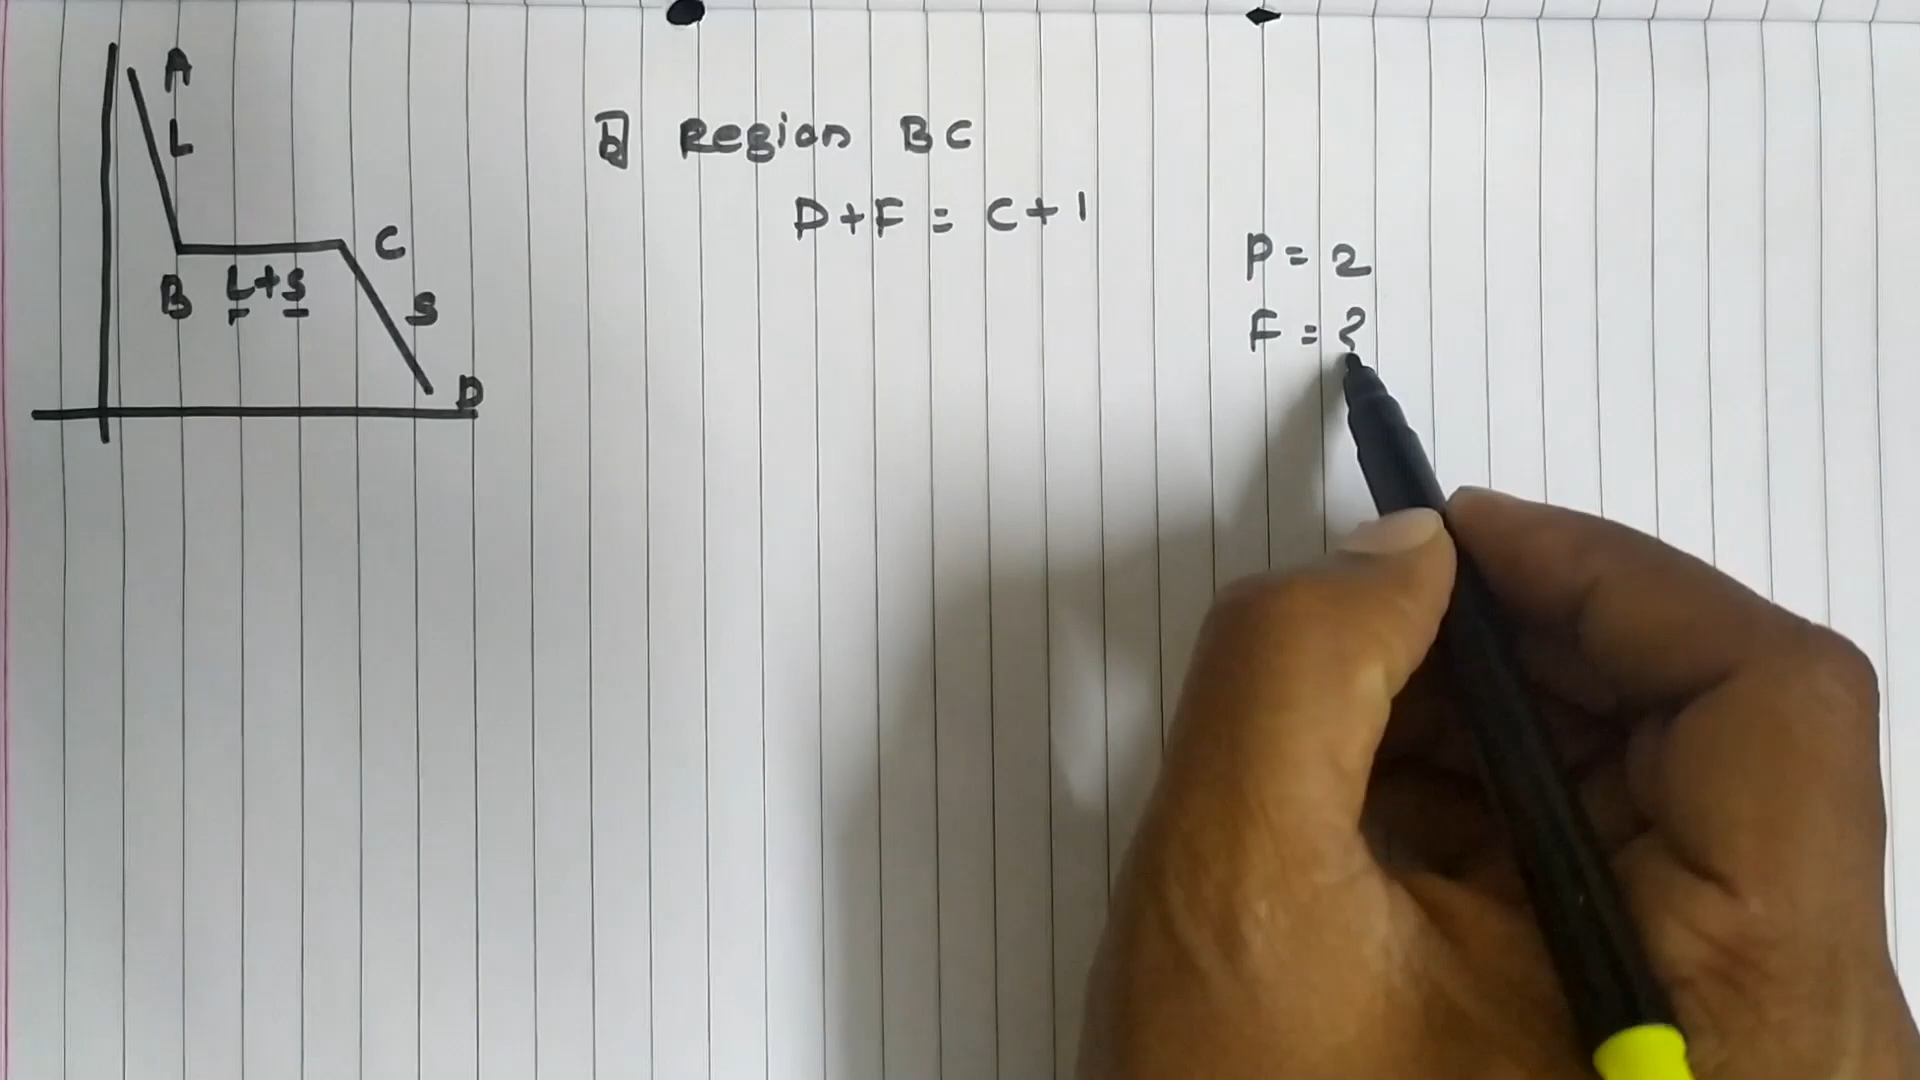 A
L
B
L+S
C
S
D
b] Region BC
P+F = C+1
P = 2
F = ?